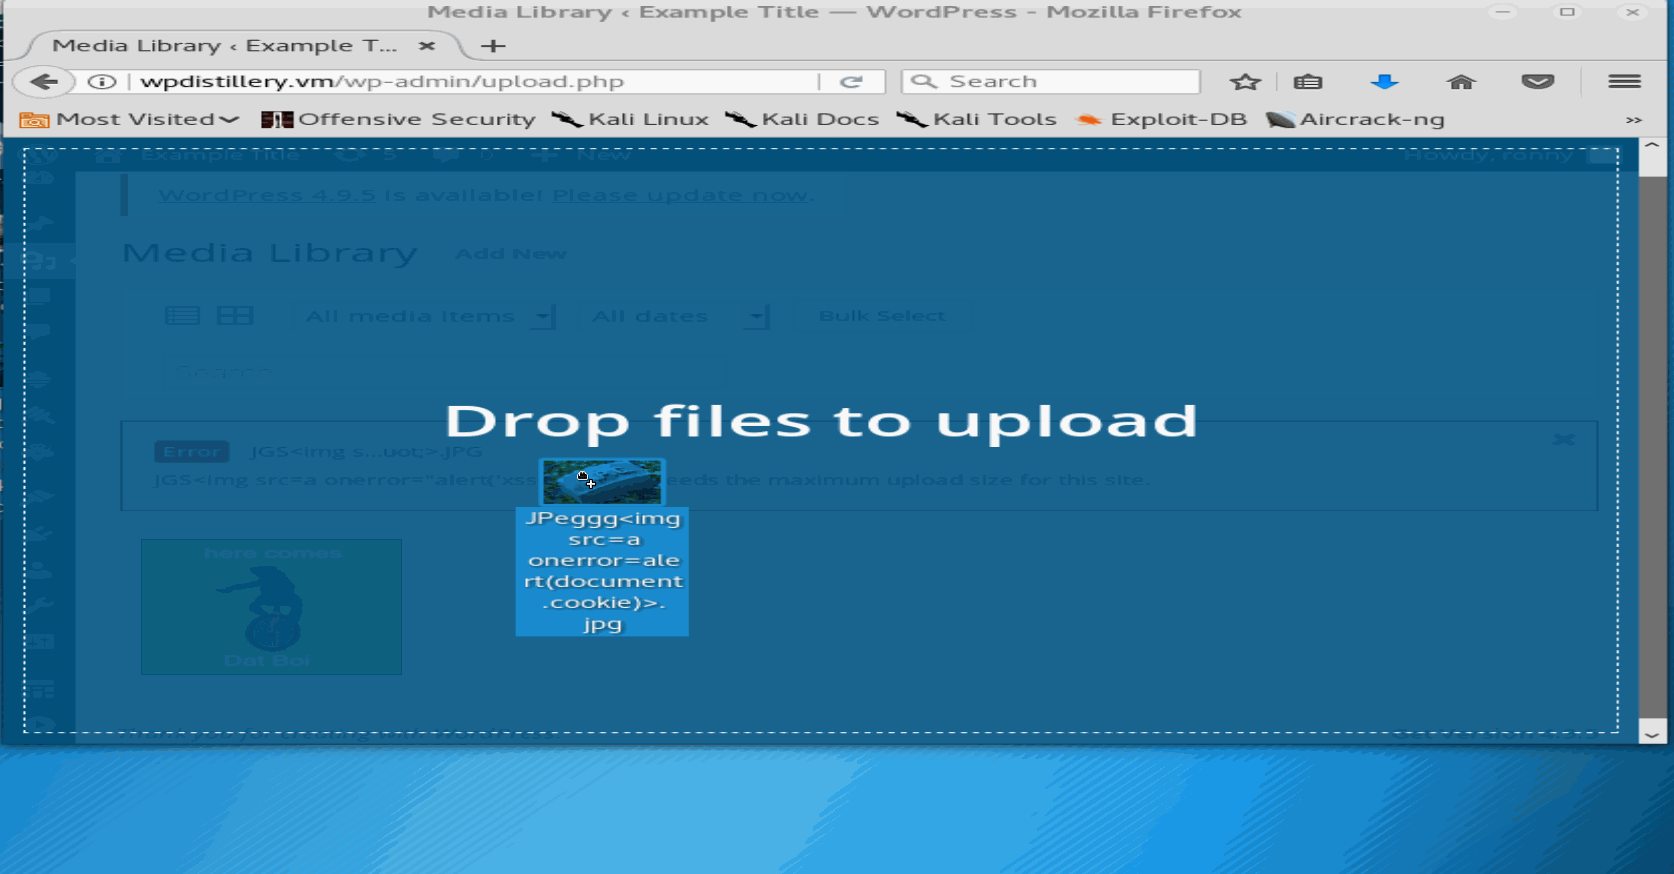 Media Library ‹ Example Title — WordPress - Mozilla Firefox
Media Library ‹ Example T...
wpdistillery.vm/wp-admin/upload.php
Search
Most Visited
Offensive Security
Kali Linux
Kali Docs
Kali Tools
Exploit-DB
Aircrack-ng
>>
Example Title
5
0
New
Howdy, ronny
WordPress 4.9.5 is available! Please update now.
Media Library
Add New
All media items
All dates
Bulk Select
Search
Drop files to upload
Error
JGS<img s...uot;>.JPG
JGS<img src=a onerror="alert('xss
eeds the maximum upload size for this site.
JPeggg<img
src=a
onerror=ale
rt(document
.cookie)>.
jpg
here comes
Dat Boi